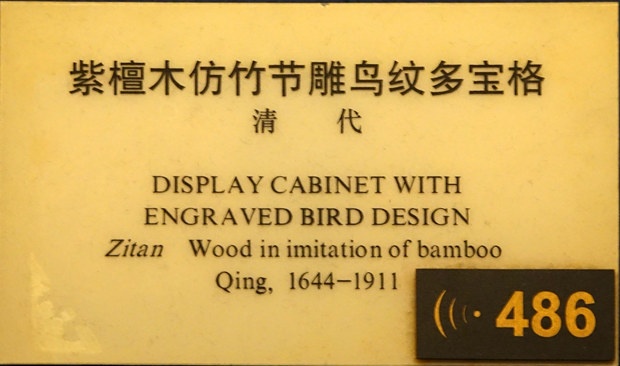 紫檀木仿竹节雕鸟纹多宝格
清 代
DISPLAY CABINET WITH
ENGRAVED BIRD DESIGN
Zitan Wood in imitation of bamboo
Qing, 1644–1911
486